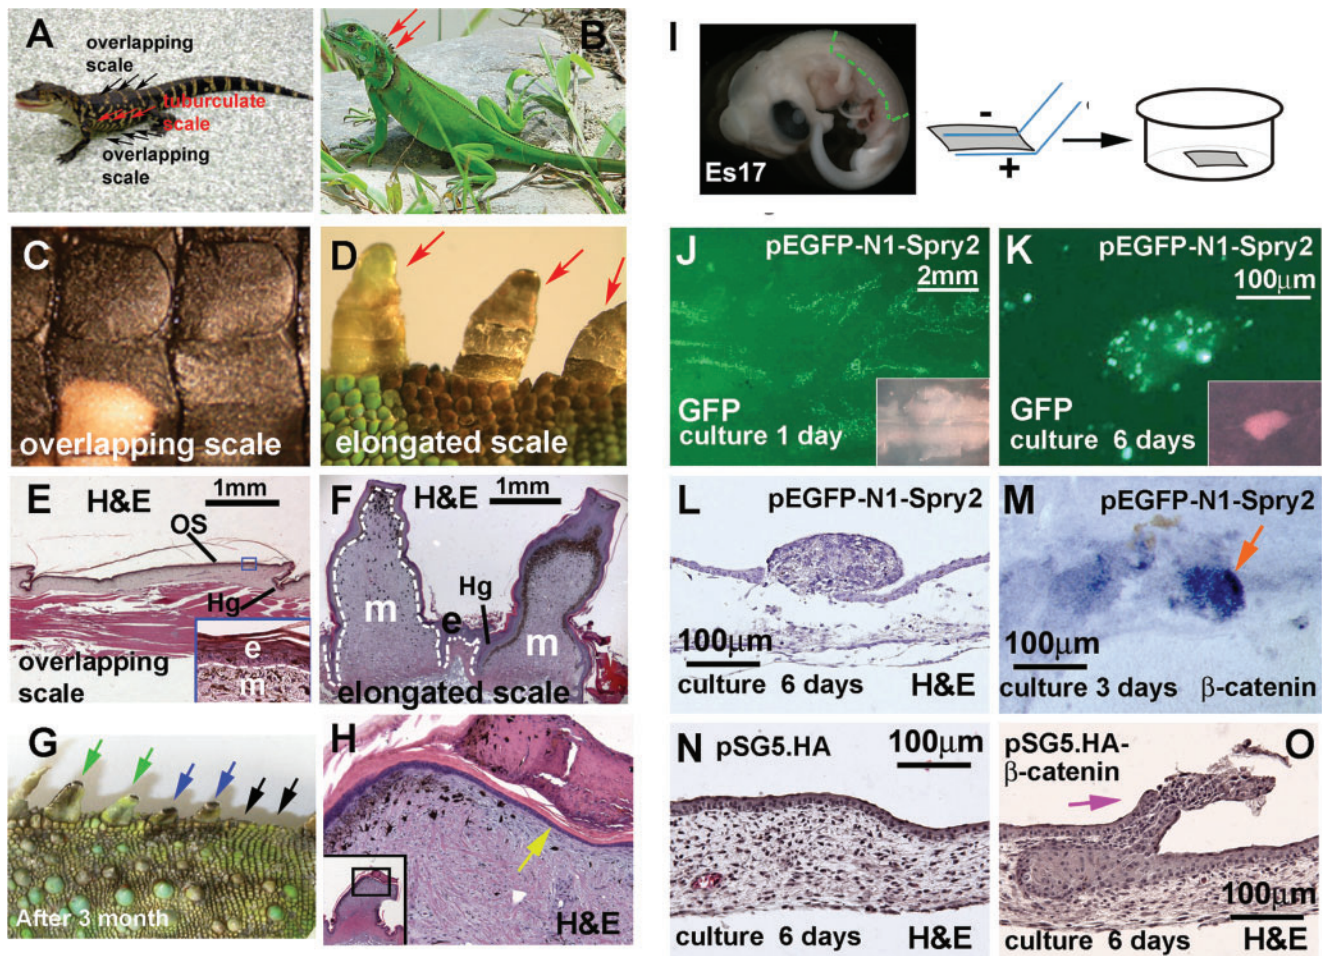 A
overlapping
scale
tuburculate
scale
overlapping
scale
B
C
overlapping scale
D
elongated scale
E
H&E
1mm
OS
Hg
e
m
overlapping
scale
F
H&E
1mm
m
Hg
e
m
elongated scale
G
After 3 month
H
H&E
I
Es17
-
+
J
pEGFP-N1-Spry2
2mm
GFP
culture 1 day
K
pEGFP-N1-Spry2
100μm
GFP
culture 6 days
L
pEGFP-N1-Spry2
100μm
culture 6 days
H&E
M
pEGFP-N1-Spry2
100μm
culture 3 days
β-catenin
N
pSG5.HA
100μm
culture 6 days
H&E
O
pSG5.HA-
β-catenin
100μm
culture 6 days
H&E